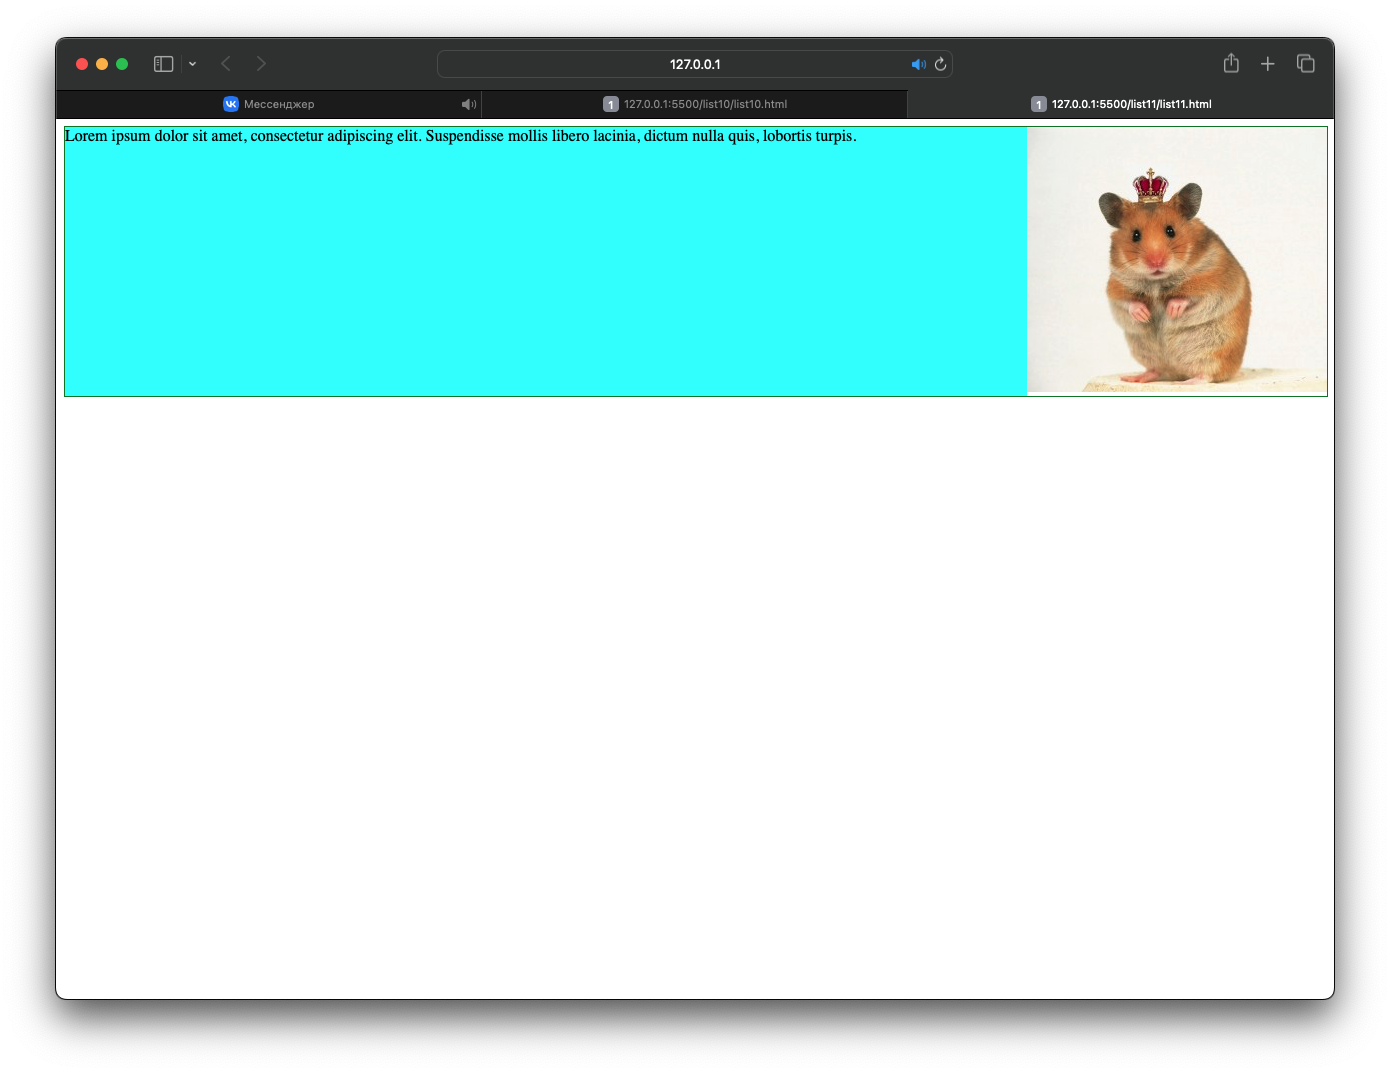 127.0.0.1
Мессенджер
1 127.0.0.1:5500/list10/list10.html
1 127.0.0.1:5500/list11/list11.html
Lorem ipsum dolor sit amet, consectetur adipiscing elit. Suspendisse mollis libero lacinia, dictum nulla quis, lobortis turpis.